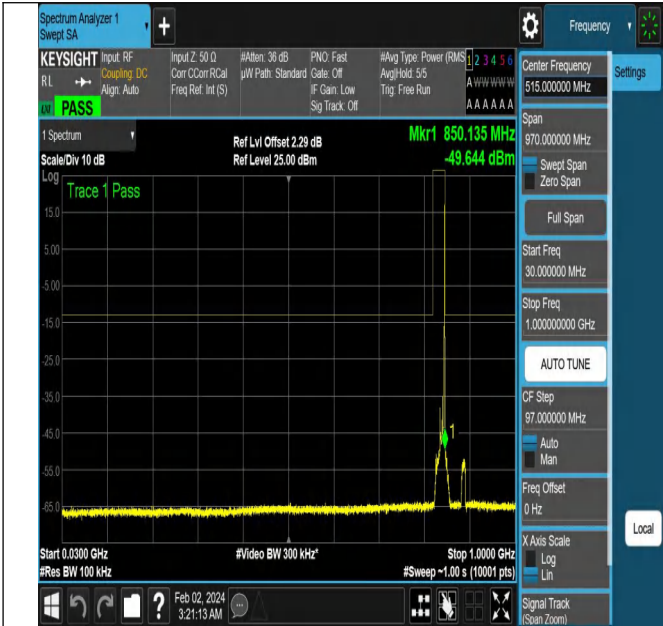 Spectrum Analyzer 1
Swept SA
Frequency
KEYSIGHT
RL
PASS
Input: RF
Coupling: DC
Align: Auto
Input Z: 50 Ω
Corr CCorr RCal
Freq Ref: Int (S)
#Atten: 36 dB
µW Path: Standard
PNO: Fast
Gate: Off
IF Gain: Low
Sig Track: Off
#Avg Type: Power (RMS
Avg|Hold: 5/5
Trig: Free Run
1 2 3 4 5 6
A W W W W W
A A A A A A
1 Spectrum
Scale/Div 10 dB
Ref Lvl Offset 2.29 dB
Ref Level 25.00 dBm
Mkr1 850.135 MHz
-49.644 dBm
Log
Trace 1 Pass
15.0
5.00
-5.00
-15.0
-25.0
-35.0
-45.0
-55.0
-65.0
1
Start 0.0300 GHz
#Res BW 100 kHz
#Video BW 300 kHz*
Stop 1.0000 GHz
#Sweep ~1.00 s (10001 pts)
Feb 02, 2024
3:21:13 AM
Center Frequency
515.000000 MHz
Settings
Span
970.000000 MHz
Swept Span
Zero Span
Full Span
Start Freq
30.000000 MHz
Stop Freq
1.000000000 GHz
AUTO TUNE
CF Step
97.000000 MHz
Auto
Man
Freq Offset
0 Hz
X Axis Scale
Log
Lin
Local
Signal Track
(Span Zoom)